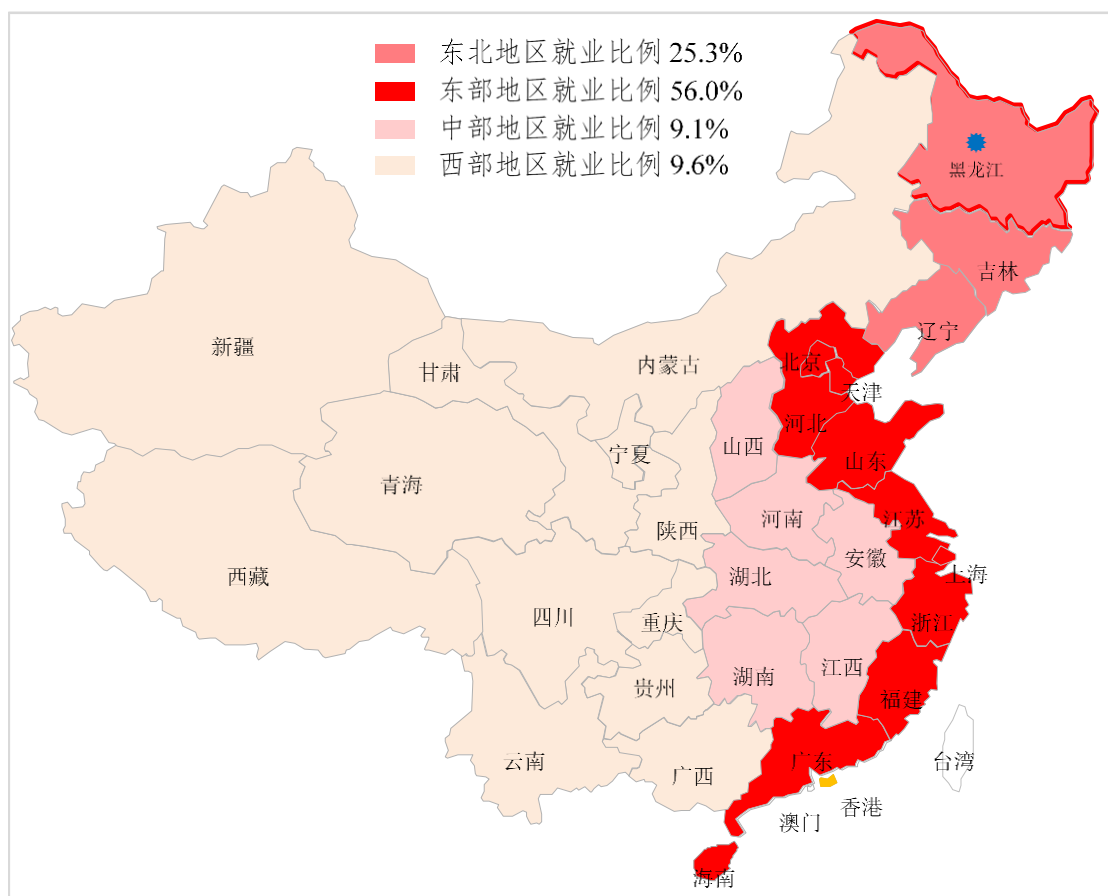 东北地区就业比例 25.3%
东部地区就业比例 56.0%
中部地区就业比例 9.1%
西部地区就业比例 9.6%
黑龙江
吉林
辽宁
新疆
甘肃
内蒙古
北京
天津
河北
山西
宁夏
山东
青海
河南
江苏
陕西
安徽
西藏
湖北
上海
四川
重庆
浙江
江西
湖南
贵州
福建
云南
广西
广东
台湾
香港
澳门
海南